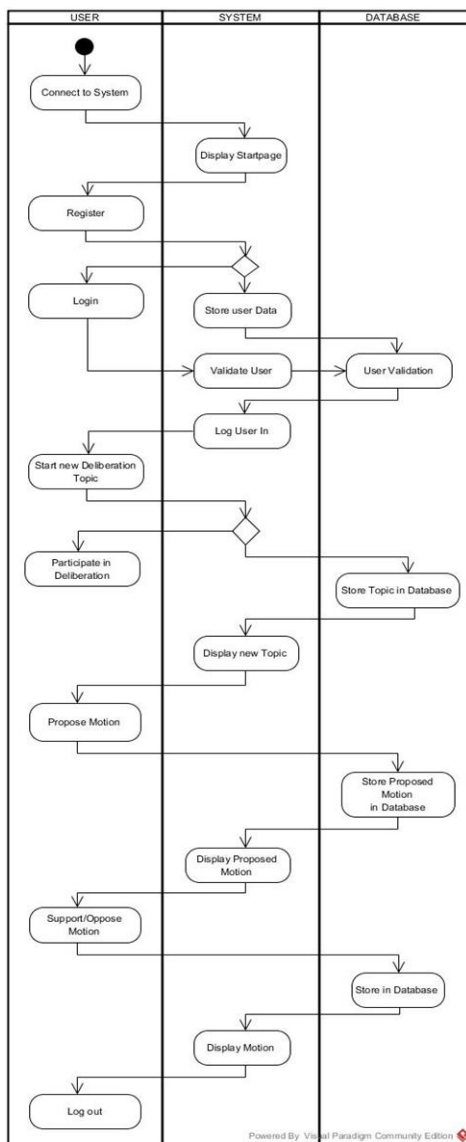 USER
SYSTEM
DATABASE
Connect to System
Display Startpage
Register
Login
Store user Data
Validate User
User Validation
Log User In
Start new Deliberation
Topic
Participate in
Deliberation
Store Topic in Database
Display new Topic
Propose Motion
Store Proposed
Motion
in Database
Display Proposed
Motion
Support/Oppose
Motion
Store in Database
Display Motion
Log out
Powered By Visual Paradigm Community Edition